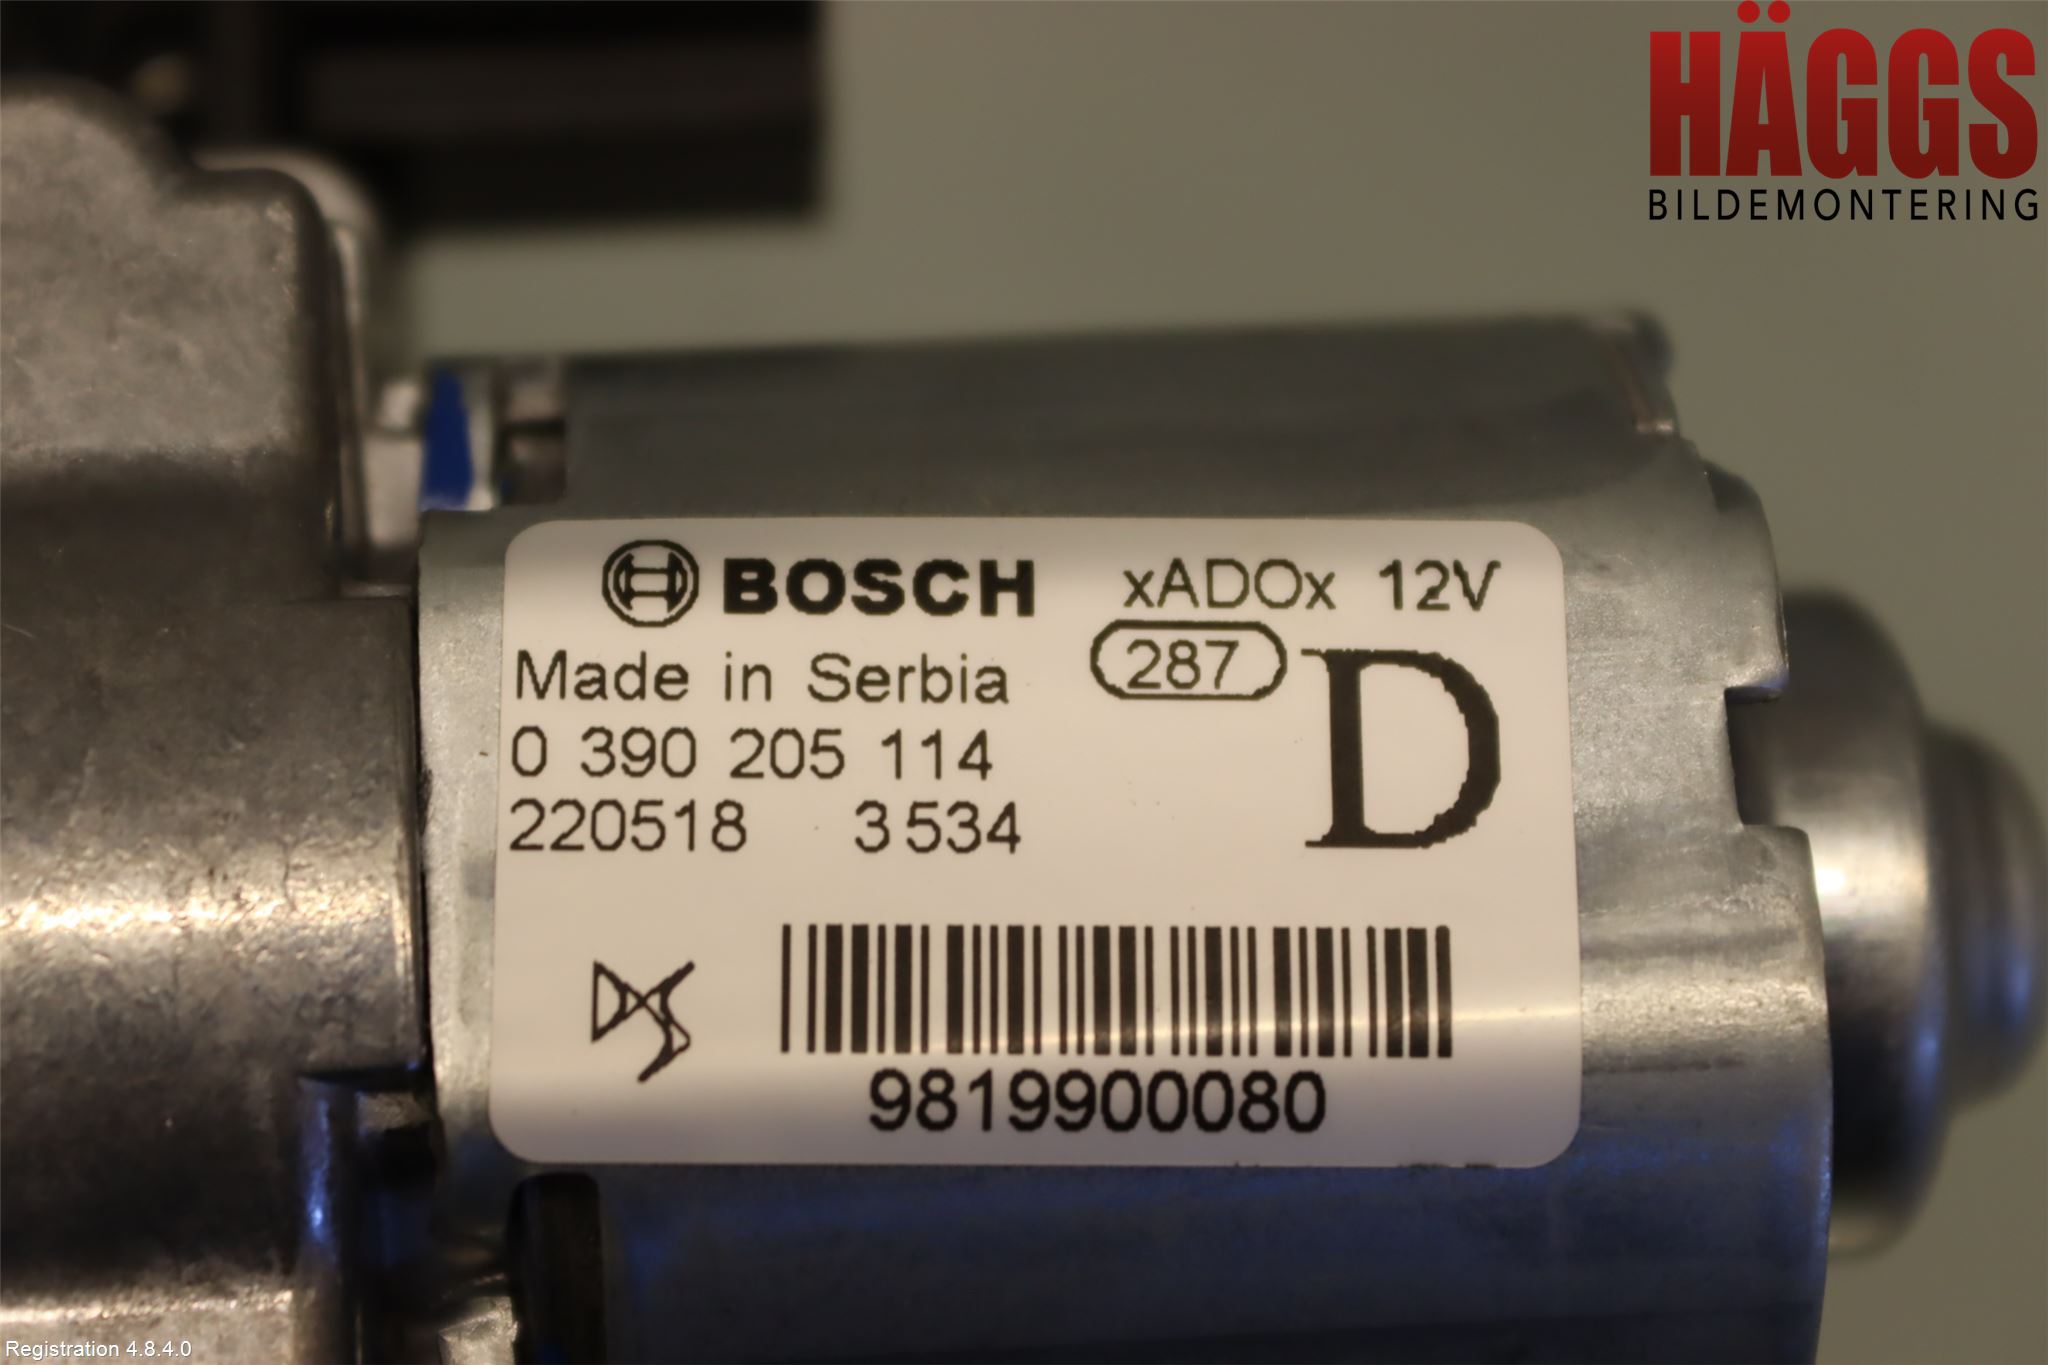 HÄGGS
BILDEMONTERING
BOSCH xADOx 12V
Made in Serbia 287
0 390 205 114 D
220518 3534
DS
9819900080
Registration 4.8.4.0